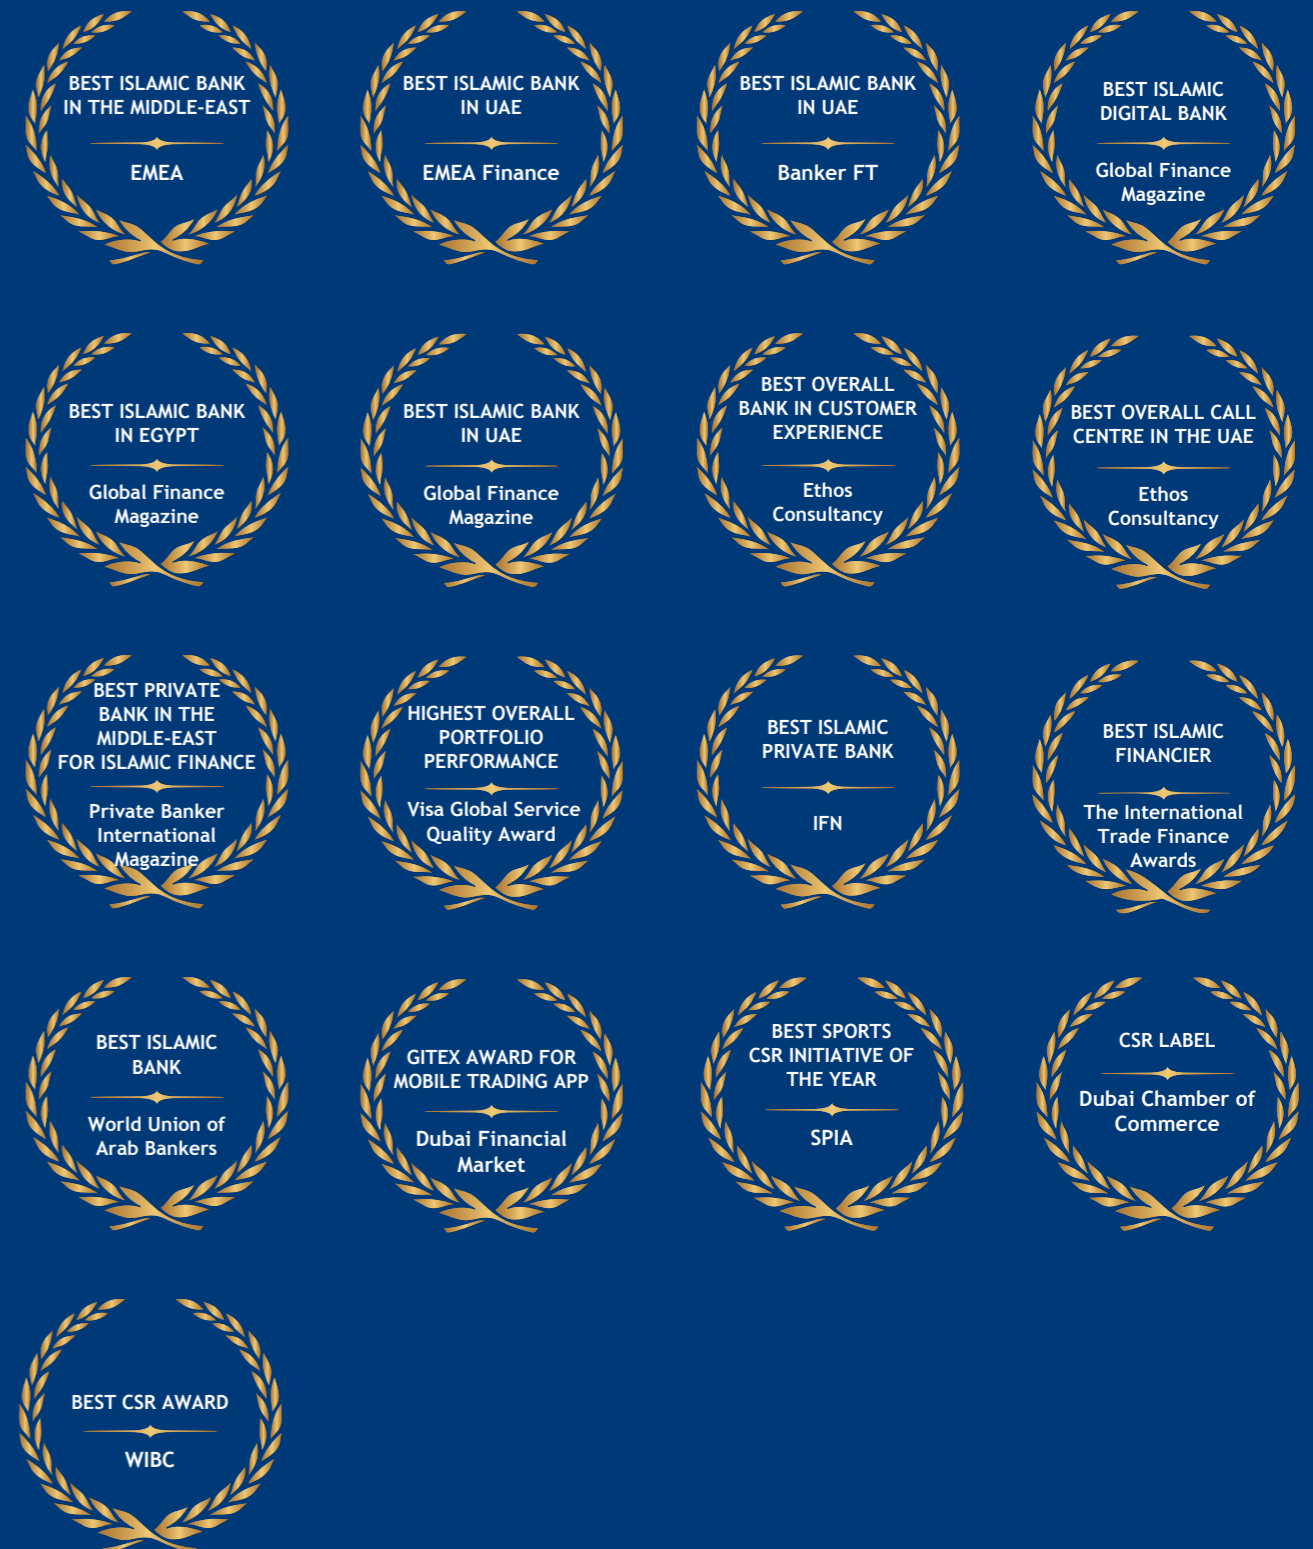 BEST ISLAMIC BANK
IN THE MIDDLE-EAST
EMEA
BEST ISLAMIC BANK
IN UAE
EMEA Finance
BEST ISLAMIC BANK
IN UAE
Banker FT
BEST ISLAMIC
DIGITAL BANK
Global Finance
Magazine
BEST ISLAMIC BANK
IN EGYPT
Global Finance
Magazine
BEST ISLAMIC BANK
IN UAE
Global Finance
Magazine
BEST OVERALL
BANK IN CUSTOMER
EXPERIENCE
Ethos
Consultancy
BEST OVERALL CALL
CENTRE IN THE UAE
Ethos
Consultancy
BEST PRIVATE
BANK IN THE
MIDDLE-EAST
FOR ISLAMIC FINANCE
Private Banker
International
Magazine
HIGHEST OVERALL
PORTFOLIO
PERFORMANCE
Visa Global Service
Quality Award
BEST ISLAMIC
PRIVATE BANK
IFN
BEST ISLAMIC
FINANCIER
The International
Trade Finance
Awards
BEST ISLAMIC
BANK
World Union of
Arab Bankers
GITEX AWARD FOR
MOBILE TRADING APP
Dubai Financial
Market
BEST SPORTS
CSR INITIATIVE OF
THE YEAR
SPIA
CSR LABEL
Dubai Chamber of
Commerce
BEST CSR AWARD
WIBC